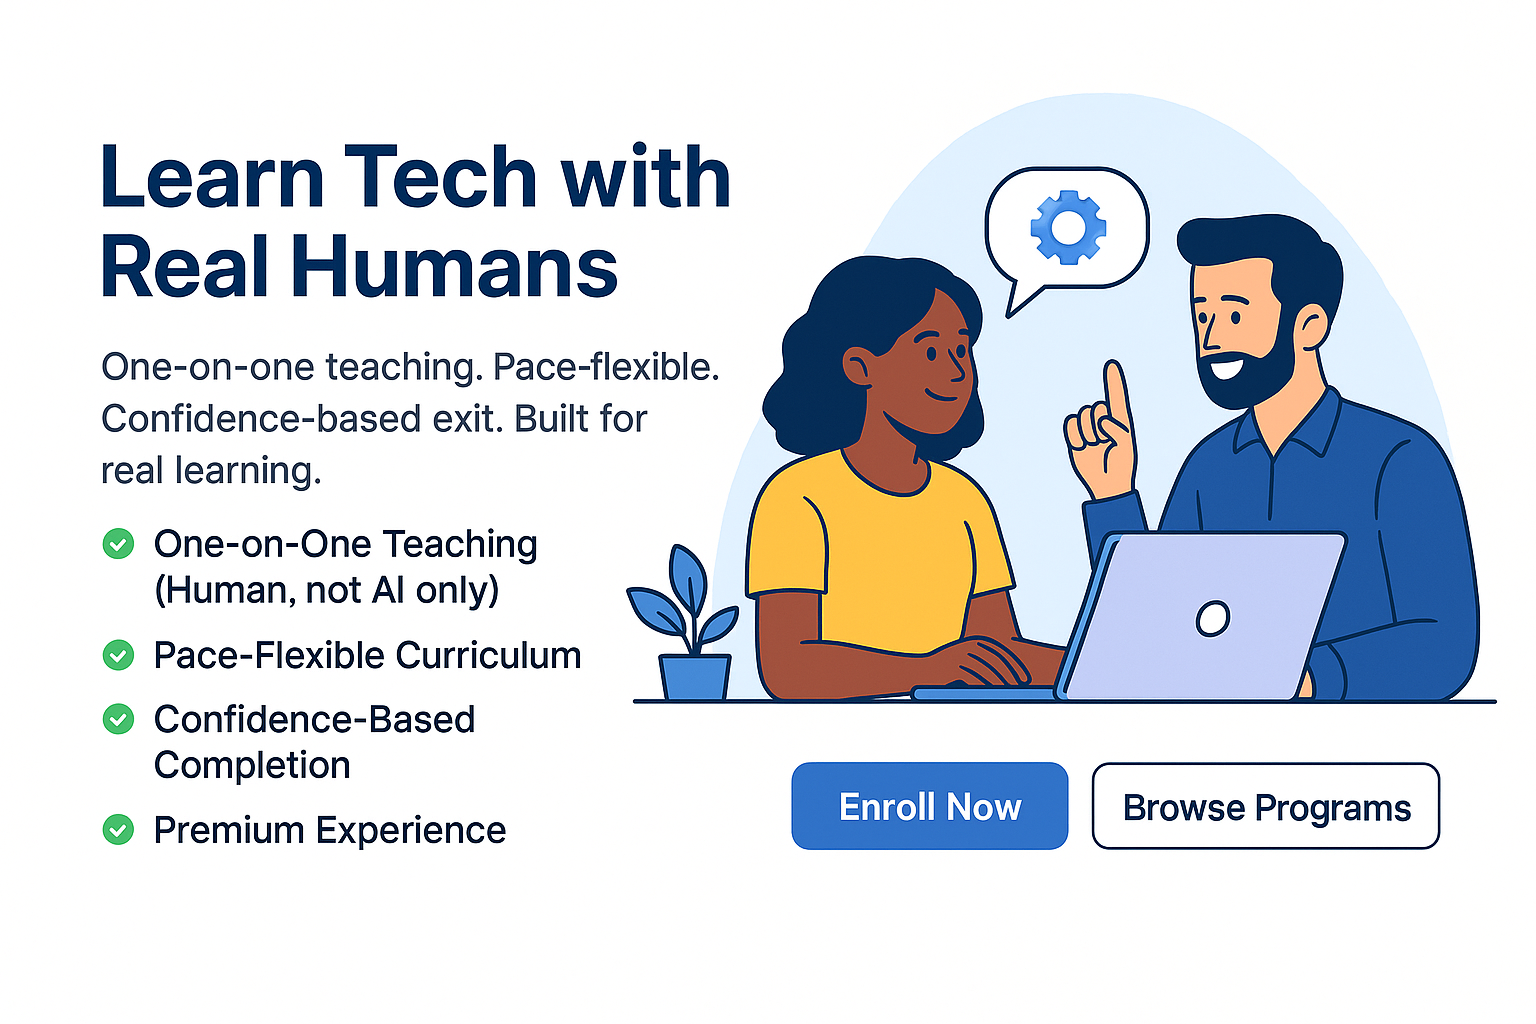 Learn Tech with
Real Humans
One-on-one teaching. Pace-flexible.
Confidence-based exit. Built for
real learning.
One-on-One Teaching
(Human, not AI only)
Pace-Flexible Curriculum
Confidence-Based
Completion
Premium Experience
Enroll Now
Browse Programs